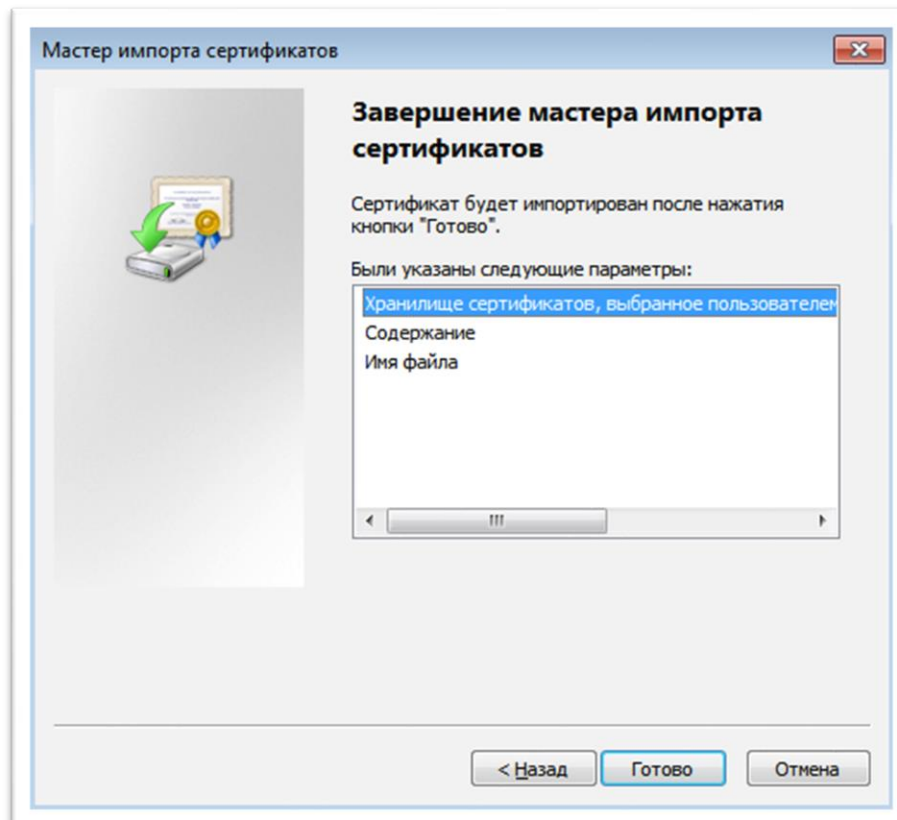 Мастер импорта сертификатов
Завершение мастера импорта
сертификатов
Сертификат будет импортирован после нажатия
кнопки "Готово".
Были указаны следующие параметры:
Хранилище сертификатов, выбранное пользователем
Содержание
Имя файла
< Назад
Готово
Отмена